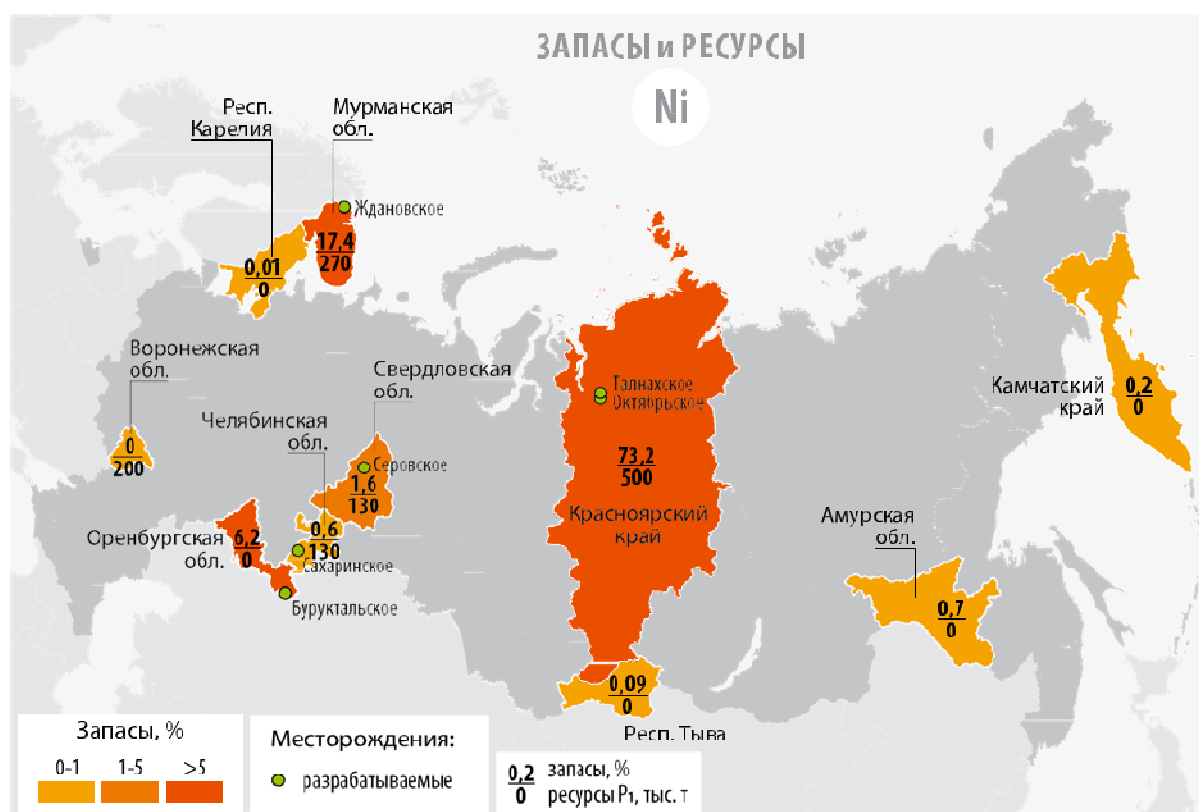 ЗАПАСЫ и РЕСУРСЫ
Ni
Респ.
Карелия
Мурманская
обл.
Ждановское
17,4
270
0,01
0
Воронежская
обл.
Свердловская
обл.
Челябинская
обл.
Талнахское
Октябрьское
Камчатский
край
0,2
0
0
200
Серовское
1,6
130
73,2
500
Красноярский
край
Оренбургская
обл.
6,2
0
0,6
130
Сахаринское
Буруктальское
Амурская
обл.
0,7
0
0,09
0
Респ. Тыва
Запасы, %
0-1 1-5 >5
Месторождения:
разрабатываемые
0,2 запасы, %
0 ресурсы P₁, тыс. т